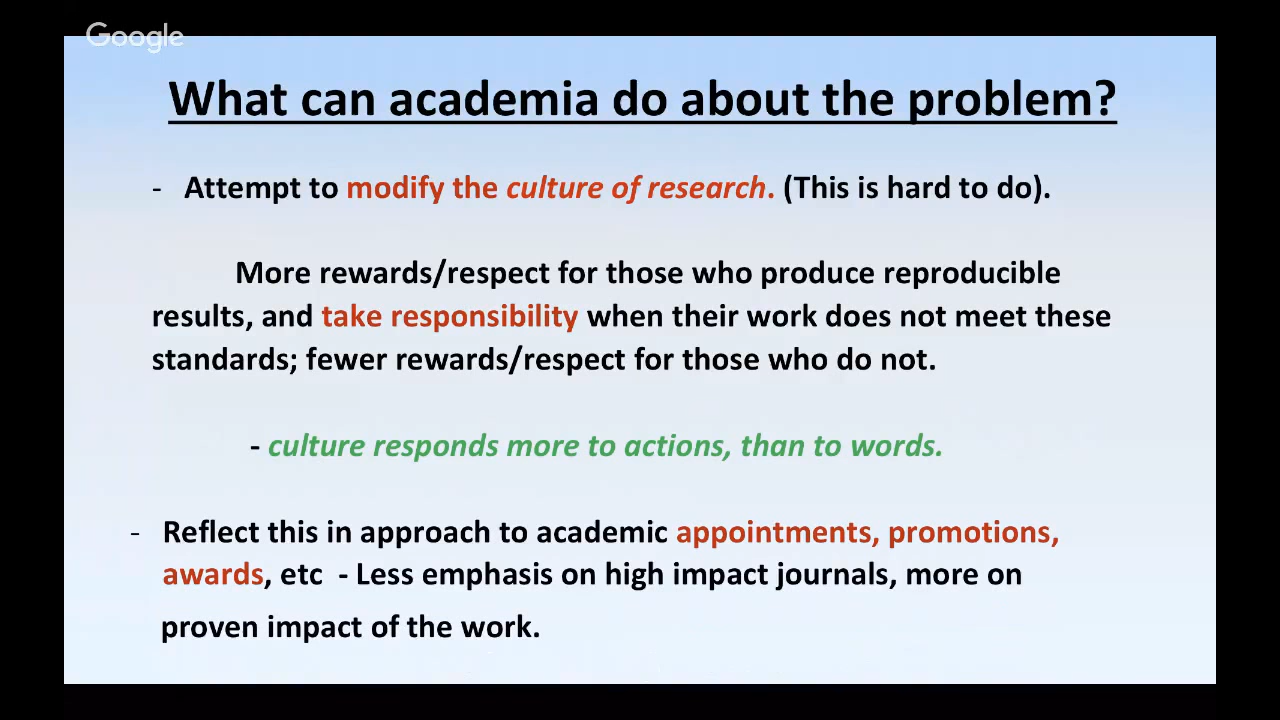 Google
What can academia do about the problem?
- Attempt to modify the culture of research. (This is hard to do).
More rewards/respect for those who produce reproducible
results, and take responsibility when their work does not meet these
standards; fewer rewards/respect for those who do not.
- culture responds more to actions, than to words.
- Reflect this in approach to academic appointments, promotions,
awards, etc - Less emphasis on high impact journals, more on
proven impact of the work.